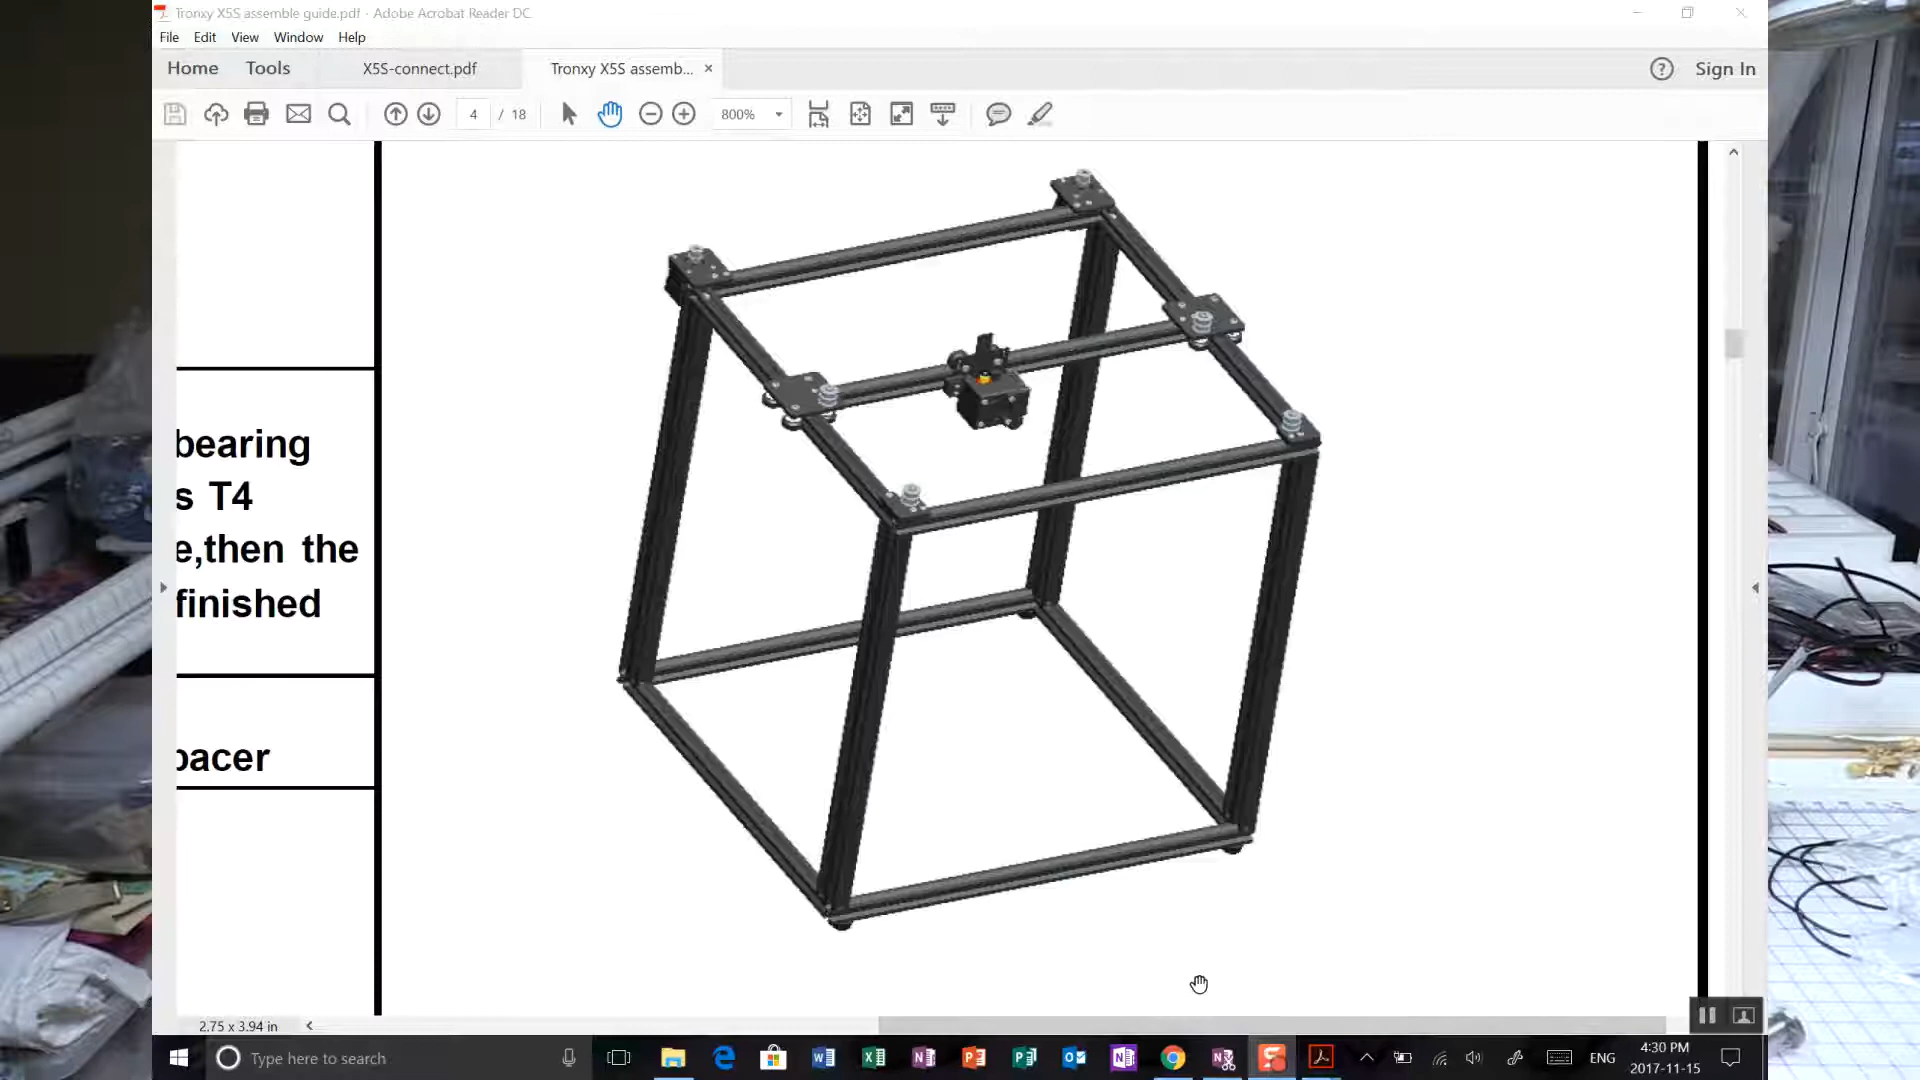 Tronxy X5S assemble guide.pdf - Adobe Acrobat Reader DC
File Edit View Window Help
Home Tools X5S-connect.pdf Tronxy X5S assemb... × Sign In
4 / 18 800%
bearing
s T4
e,then the
finished
pacer
2.75 x 3.94 in
Type here to search
ENG
4:30 PM
2017-11-15